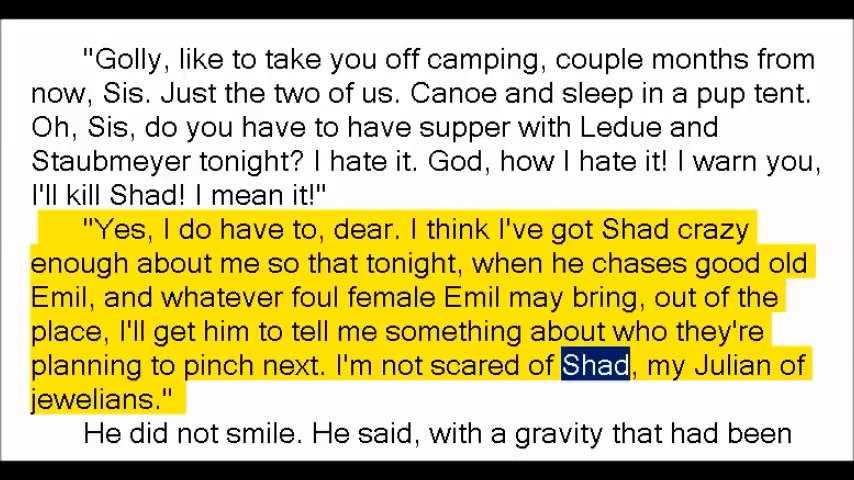 "Golly, like to take you off camping, couple months from
now, Sis. Just the two of us. Canoe and sleep in a pup tent.
Oh, Sis, do you have to have supper with Ledue and
Staubmeyer tonight? I hate it. God, how I hate it! I warn you,
I'll kill Shad! I mean it!"
"Yes, I do have to, dear. I think I've got Shad crazy
enough about me so that tonight, when he chases good old
Emil, and whatever foul female Emil may bring, out of the
place, I'll get him to tell me something about who they're
planning to pinch next. I'm not scared of Shad, my Julian of
jewelians."
He did not smile. He said, with a gravity that had been